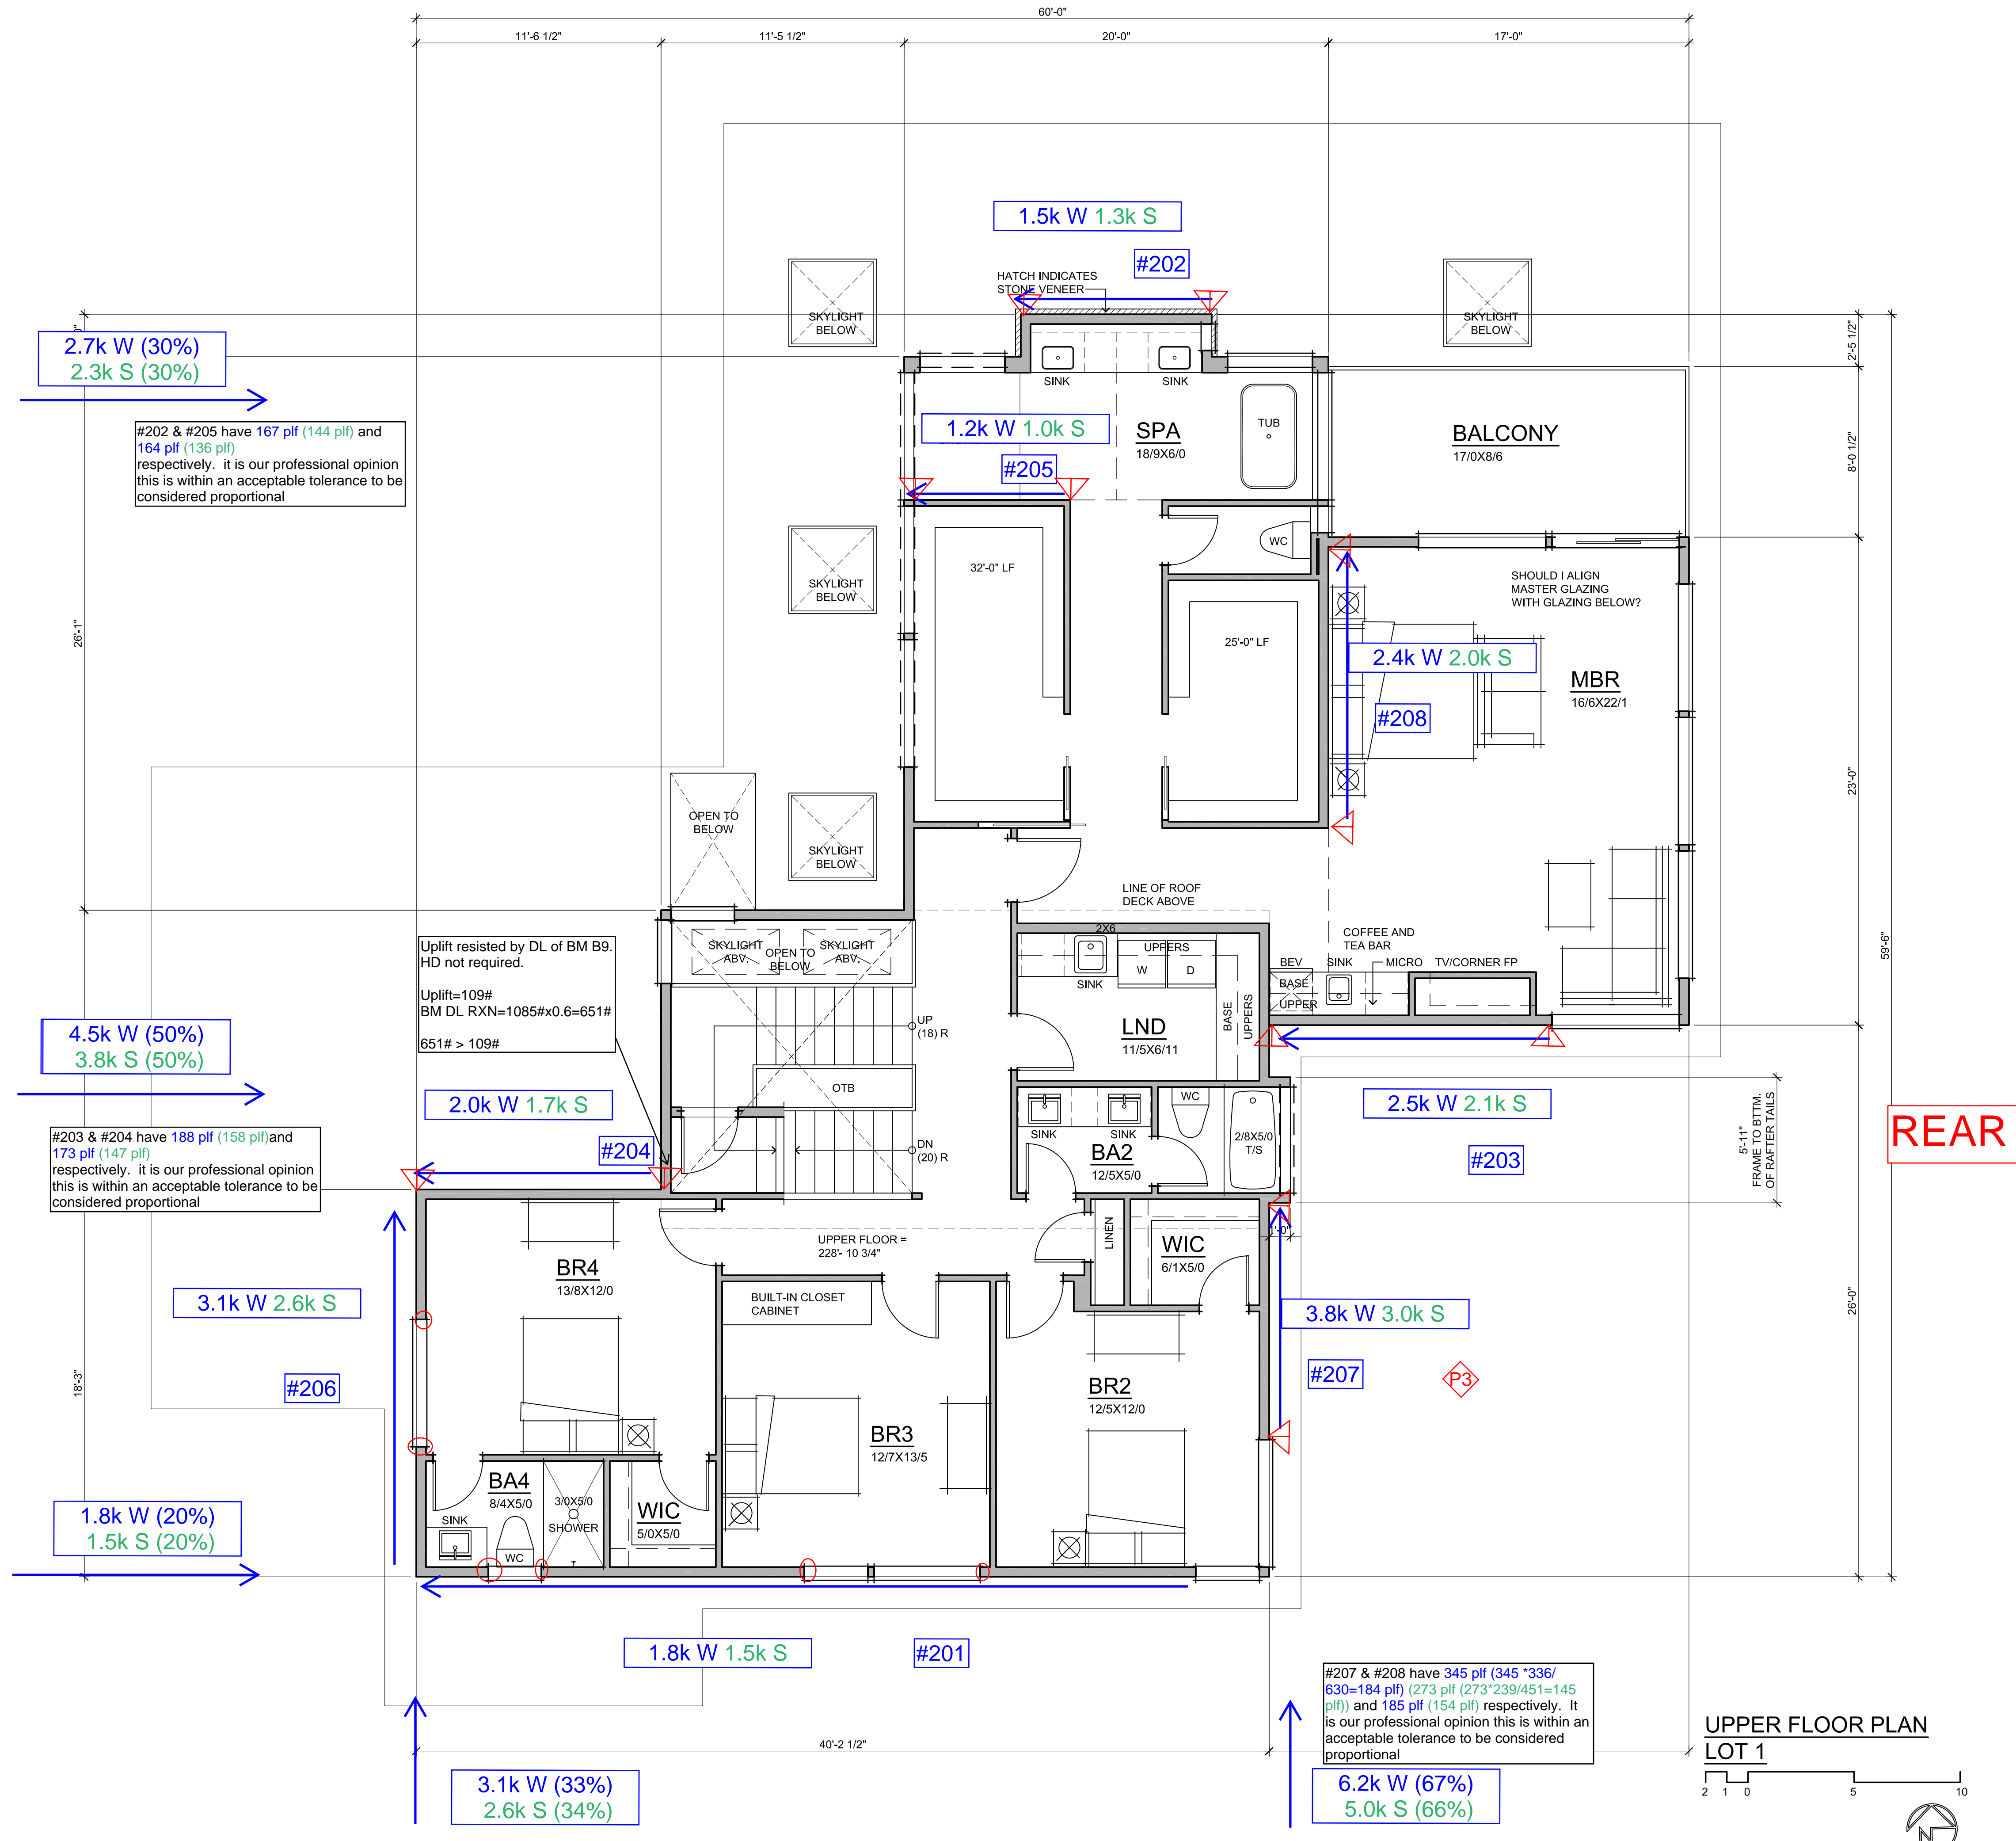 60'-0"
11'-6 1/2"
11'-5 1/2"
20'-0"
17'-0"
1.5k W 1.3k S
#202
HATCH INDICATES
STONE VENEER
SKYLIGHT
BELOW
SKYLIGHT
BELOW
2.7k W (30%)
2.3k S (30%)
2'-5 1/2"
#202 & #205 have 167 plf (144 plf) and
164 plf (136 plf)
respectively. it is our professional opinion
this is within an acceptable tolerance to be
considered proportional
SINK
SINK
1.2k W 1.0k S
#205
SPA
18/9X6/0
TUB
BALCONY
17/0X8/6
8'-0 1/2"
WC
32'-0" LF
SKYLIGHT
BELOW
SHOULD I ALIGN
MASTER GLAZING
WITH GLAZING BELOW?
26'-1"
25'-0" LF
2.4k W 2.0k S
MBR
16/6X22/1
#208
23'-0"
OPEN TO
BELOW
SKYLIGHT
BELOW
LINE OF ROOF
DECK ABOVE
59'-6"
Uplift resisted by DL of BM B9.
HD not required.
Uplift=109#
BM DL RXN=1085#x0.6=651#
651# > 109#
SKYLIGHT
ABV.
OPEN TO
BELOW
SKYLIGHT
ABV.
2X6
UPPERS
W
D
SINK
COFFEE AND
TEA BAR
BEV
SINK
MICRO
TV/CORNER FP
BASE
UPPER
UP
(18) R
LND
11/5X6/11
BASE
UPPERS
4.5k W (50%)
3.8k S (50%)
OTB
2.0k W 1.7k S
2.5k W 2.1k S
#203 & #204 have 188 plf (158 plf)and
173 plf (147 plf)
respectively. it is our professional opinion
this is within an acceptable tolerance to be
considered proportional
#204
DN
(20) R
SINK
SINK
WC
BA2
12/5X5/0
2/8X5/0
T/S
#203
5'-11"
FRAME TO BTTM.
OF RAFTER TAILS
REAR
UPPER FLOOR =
228'- 10 3/4"
LINEN
WIC
6/1X5/0
BR4
13/8X12/0
3.1k W 2.6k S
BUILT-IN CLOSET
CABINET
3.8k W 3.0k S
26'-0"
18'-3"
#206
#207
P3
BR2
12/5X12/0
BR3
12/7X13/5
BA4
8/4X5/0
3/0X5/0
SHOWER
SINK
WC
WIC
5/0X5/0
1.8k W (20%)
1.5k S (20%)
1.8k W 1.5k S
#201
#207 & #208 have 345 plf (345 *336/
630=184 plf) (273 plf (273*239/451=145
plf)) and 185 plf (154 plf) respectively. It
is our professional opinion this is within an
acceptable tolerance to be considered
proportional
40'-2 1/2"
3.1k W (33%)
2.6k S (34%)
6.2k W (67%)
5.0k S (66%)
UPPER FLOOR PLAN
LOT 1
2 1 0 5 10
N